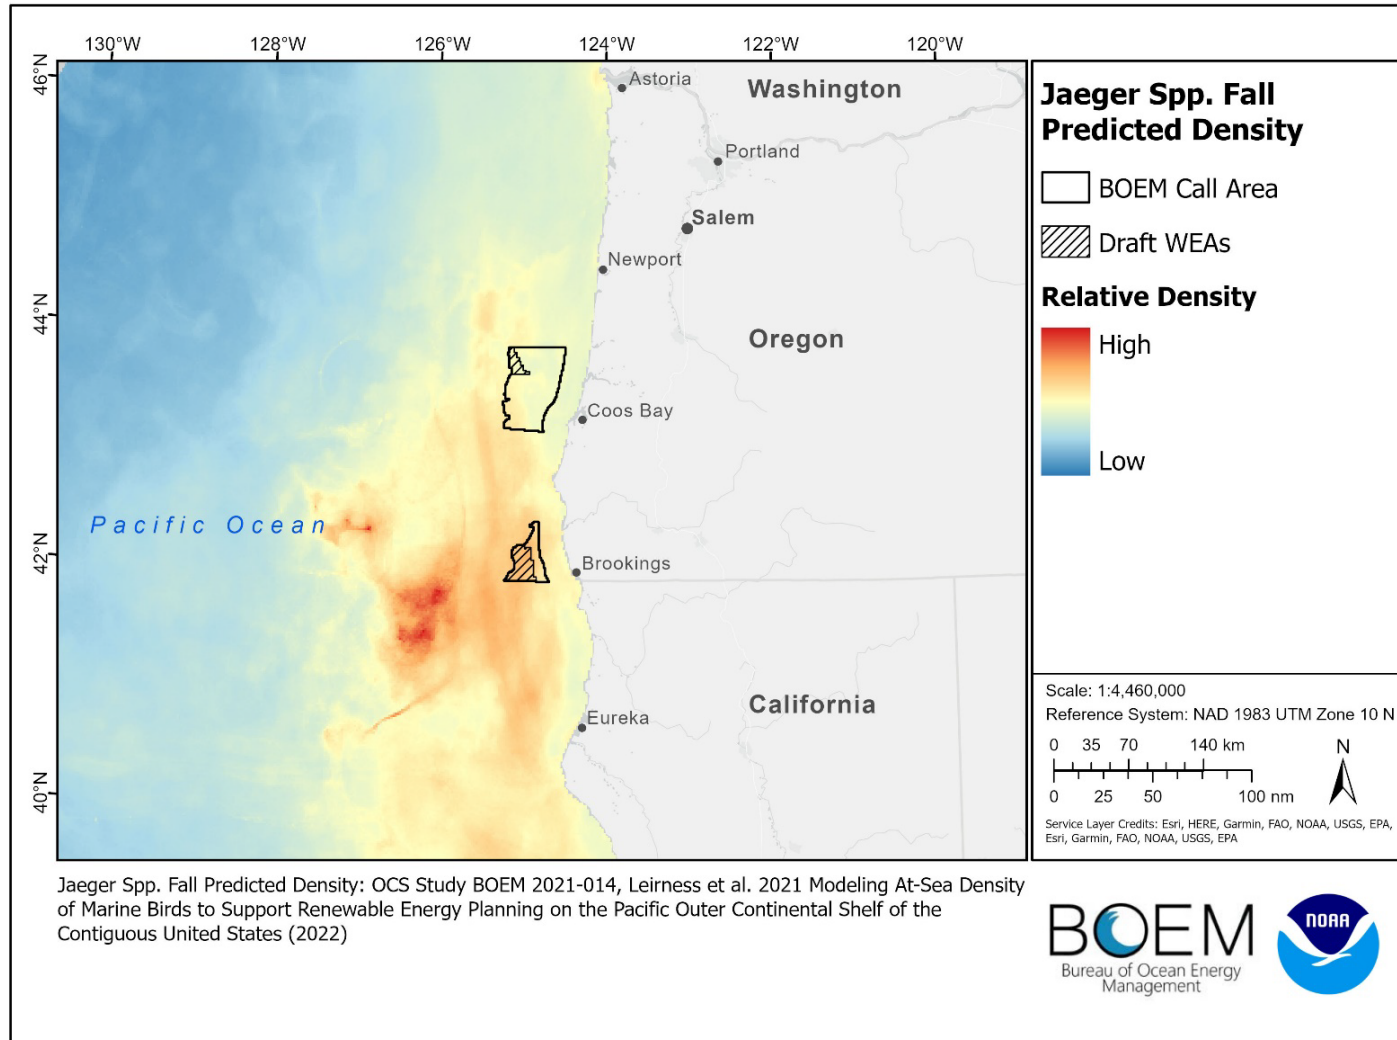 130°W
128°W
126°W
124°W
122°W
120°W
46°N
44°N
42°N
40°N
Astoria
Washington
Portland
Salem
Newport
Oregon
Coos Bay
Pacific Ocean
Brookings
California
Eureka
Jaeger Spp. Fall
Predicted Density
BOEM Call Area
Draft WEAs
Relative Density
High
Low
Scale: 1:4,460,000
Reference System: NAD 1983 UTM Zone 10 N
0 35 70 140 km
N
0 25 50 100 nm
Service Layer Credits: Esri, HERE, Garmin, FAO, NOAA, USGS, EPA,
Esri, Garmin, FAO, NOAA, USGS, EPA
Jaeger Spp. Fall Predicted Density: OCS Study BOEM 2021-014, Leirness et al. 2021 Modeling At-Sea Density
of Marine Birds to Support Renewable Energy Planning on the Pacific Outer Continental Shelf of the
Contiguous United States (2022)
BOEM
Bureau of Ocean Energy
Management
NOAA